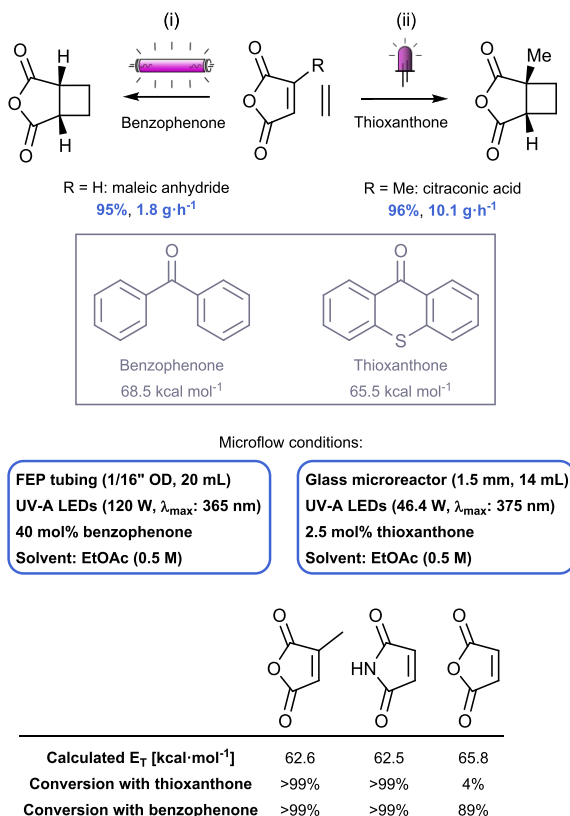 (i)
(ii)
H
O
O
O
H
Benzophenone
R
O
O
O
Thioxanthone
O
Me
O
O
H
R = H: maleic anhydride
95%, 1.8 g·h-1
R = Me: citraconic acid
96%, 10.1 g·h-1
O
Benzophenone
68.5 kcal mol-1
O
S
Thioxanthone
65.5 kcal mol-1
Microflow conditions:
FEP tubing (1/16" OD, 20 mL)
UV-A LEDs (120 W, λmax: 365 nm)
40 mol% benzophenone
Solvent: EtOAc (0.5 M)
Glass microreactor (1.5 mm, 14 mL)
UV-A LEDs (46.4 W, λmax: 375 nm)
2.5 mol% thioxanthone
Solvent: EtOAc (0.5 M)
O
O
O
O
HN
O
O
O
O
Calculated ET [kcal·mol-1] 62.6 62.5 65.8
Conversion with thioxanthone >99% >99% 4%
Conversion with benzophenone >99% >99% 89%